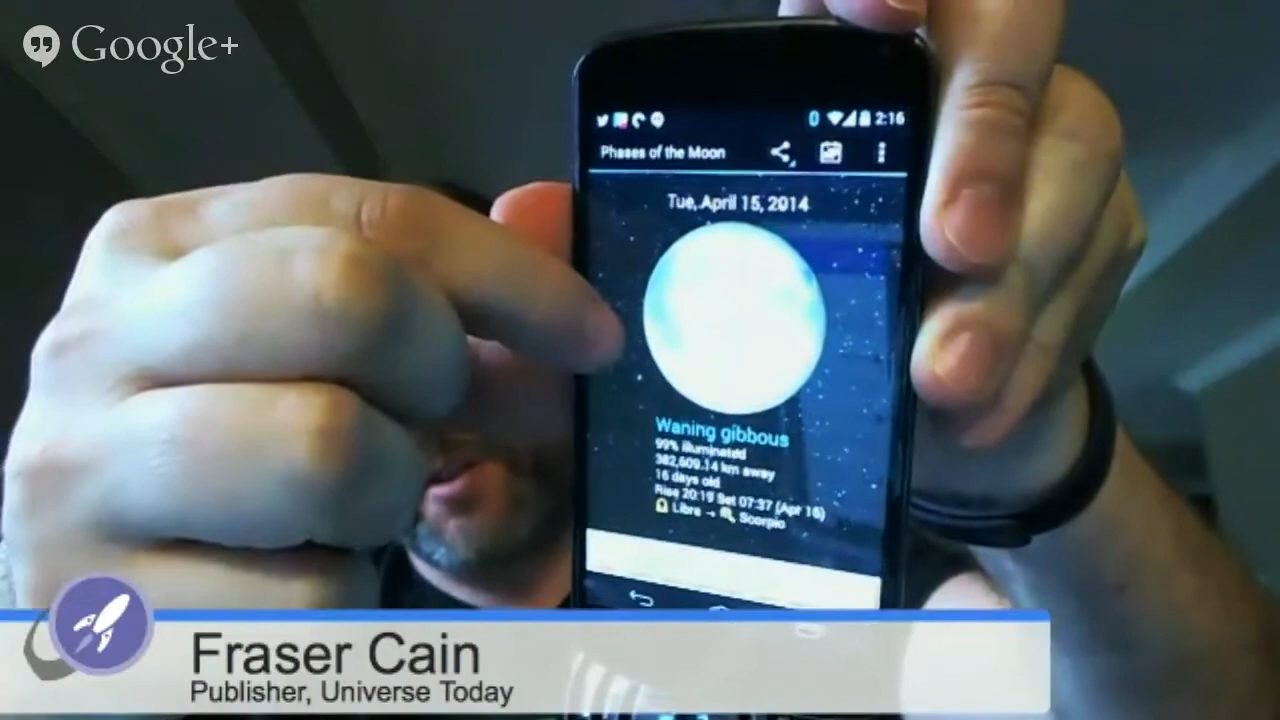 Google+
2:16
Phases of the Moon
Tue, April 15, 2014
Waning gibbous
99% illuminated
382,609.14 km away
16 days old
Rise 20:19 Set 07:37 (Apr 16)
Libra → Scorpio
Fraser Cain
Publisher, Universe Today